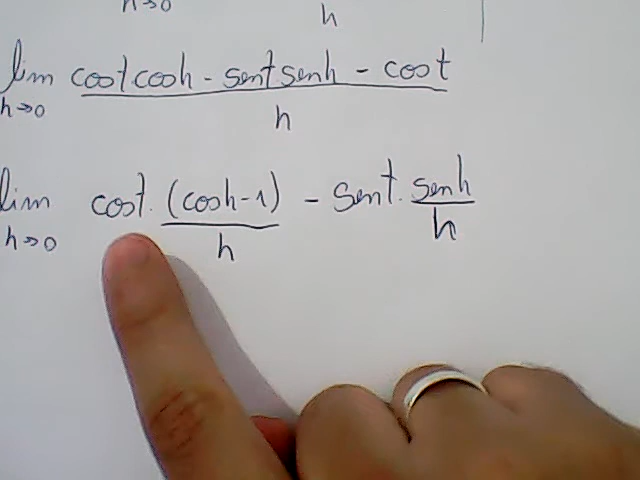 h→0 h
lim cost cosh - sent senh - cost
h→0 h
lim cost. (cosh-1) - sent. senh
h→0 h h